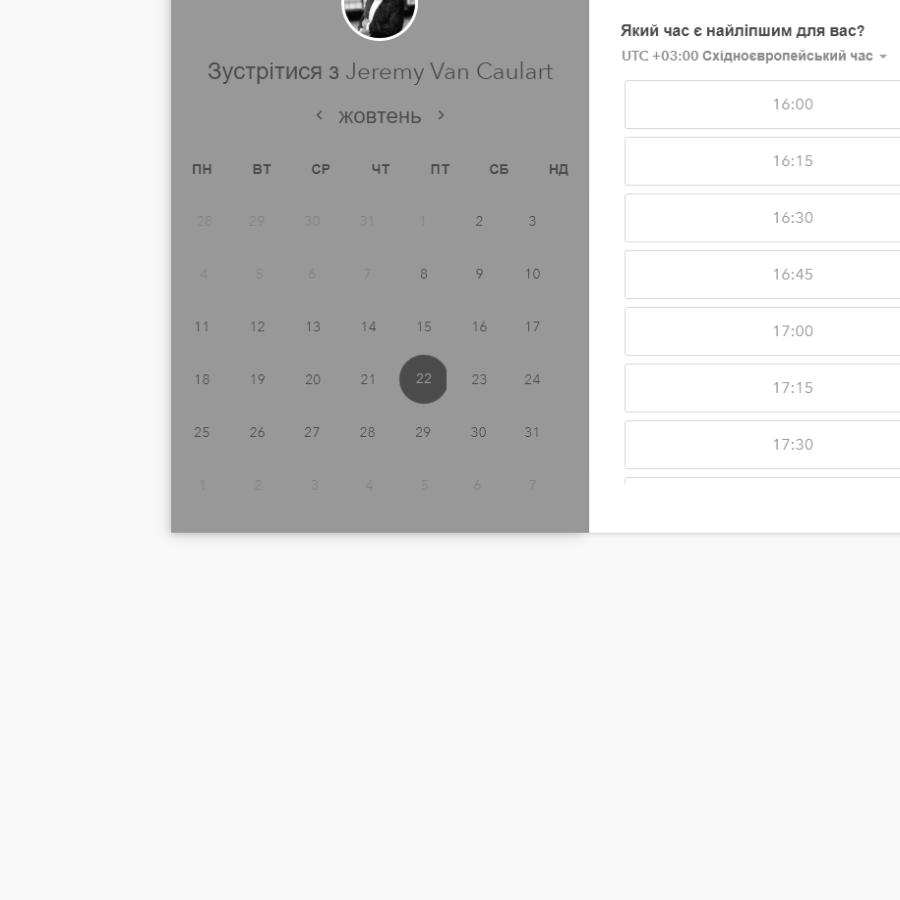 Зустрітися з Jeremy Van Caulart
жовтень
ПН ВТ СР ЧТ ПТ СБ НД
28 29 30 31 1 2 3
4 5 6 7 8 9 10
11 12 13 14 15 16 17
18 19 20 21 22 23 24
25 26 27 28 29 30 31
1 2 3 4 5 6 7
Який час є найліпшим для вас?
UTC +03:00 Східноєвропейський час
16:00
16:15
16:30
16:45
17:00
17:15
17:30